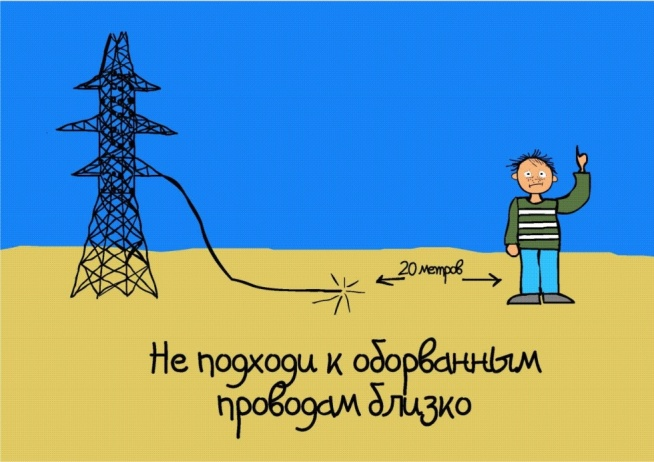 20 метров
Не подходи к оборванным
проводам близко